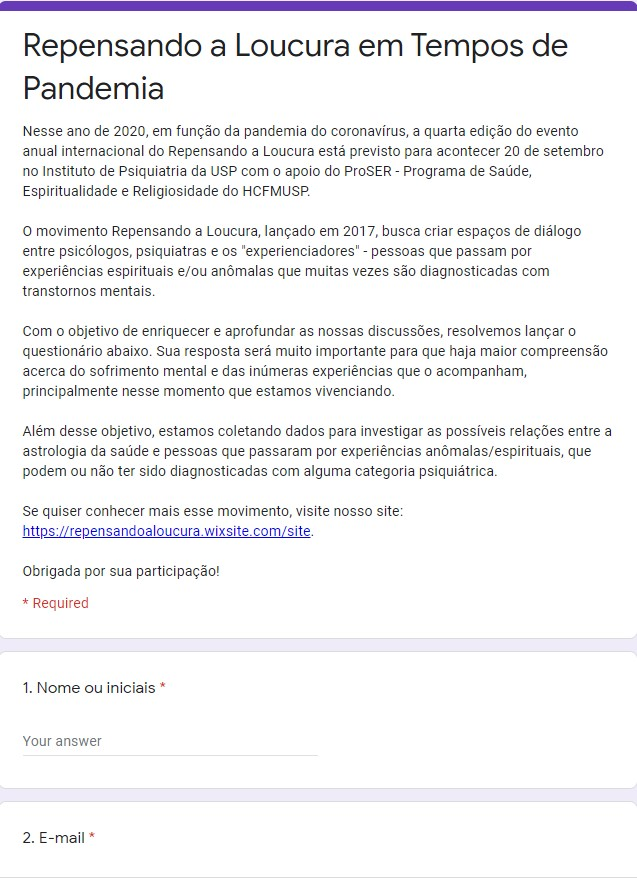 Repensando a Loucura em Tempos de
Pandemia
Nesse ano de 2020, em função da pandemia do coronavírus, a quarta edição do evento
anual internacional do Repensando a Loucura está previsto para acontecer 20 de setembro
no Instituto de Psiquiatria da USP com o apoio do ProSER - Programa de Saúde,
Espiritualidade e Religiosidade do HCFMUSP.
O movimento Repensando a Loucura, lançado em 2017, busca criar espaços de diálogo
entre psicólogos, psiquiatras e os "experienciadores" - pessoas que passam por
experiências espirituais e/ou anômalas que muitas vezes são diagnosticadas com
transtornos mentais.
Com o objetivo de enriquecer e aprofundar as nossas discussões, resolvemos lançar o
questionário abaixo. Sua resposta será muito importante para que haja maior compreensão
acerca do sofrimento mental e das inúmeras experiências que o acompanham,
principalmente nesse momento que estamos vivenciando.
Além desse objetivo, estamos coletando dados para investigar as possíveis relações entre a
astrologia da saúde e pessoas que passaram por experiências anômalas/espirituais, que
podem ou não ter sido diagnosticadas com alguma categoria psiquiátrica.
Se quiser conhecer mais esse movimento, visite nosso site:
https://repensandoaloucura.wixsite.com/site.
Obrigada por sua participação!
* Required
1. Nome ou iniciais *
Your answer
2. E-mail *